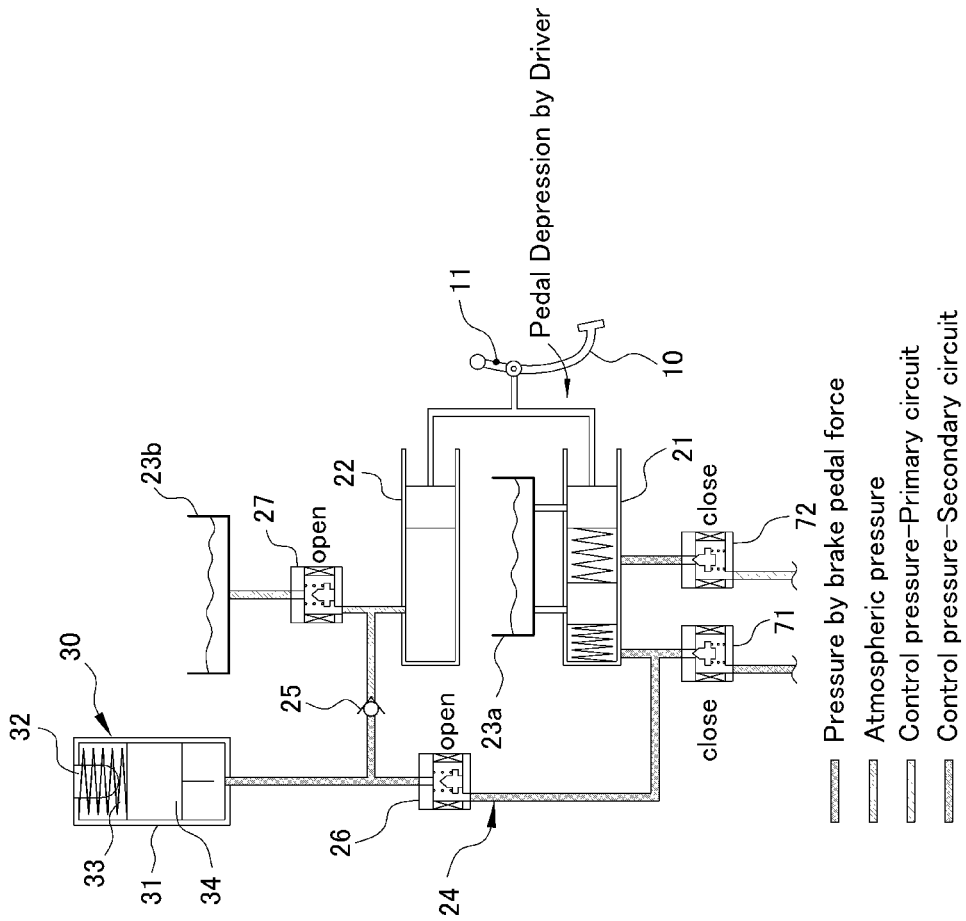 32
30
23b
33
31
34
25
27
open
22
11
Pedal Depression by Driver
26
open
24
23a
21
10
close
71
close
72
Pressure by brake pedal force
Atmospheric pressure
Control pressure-Primary circuit
Control pressure-Secondary circuit